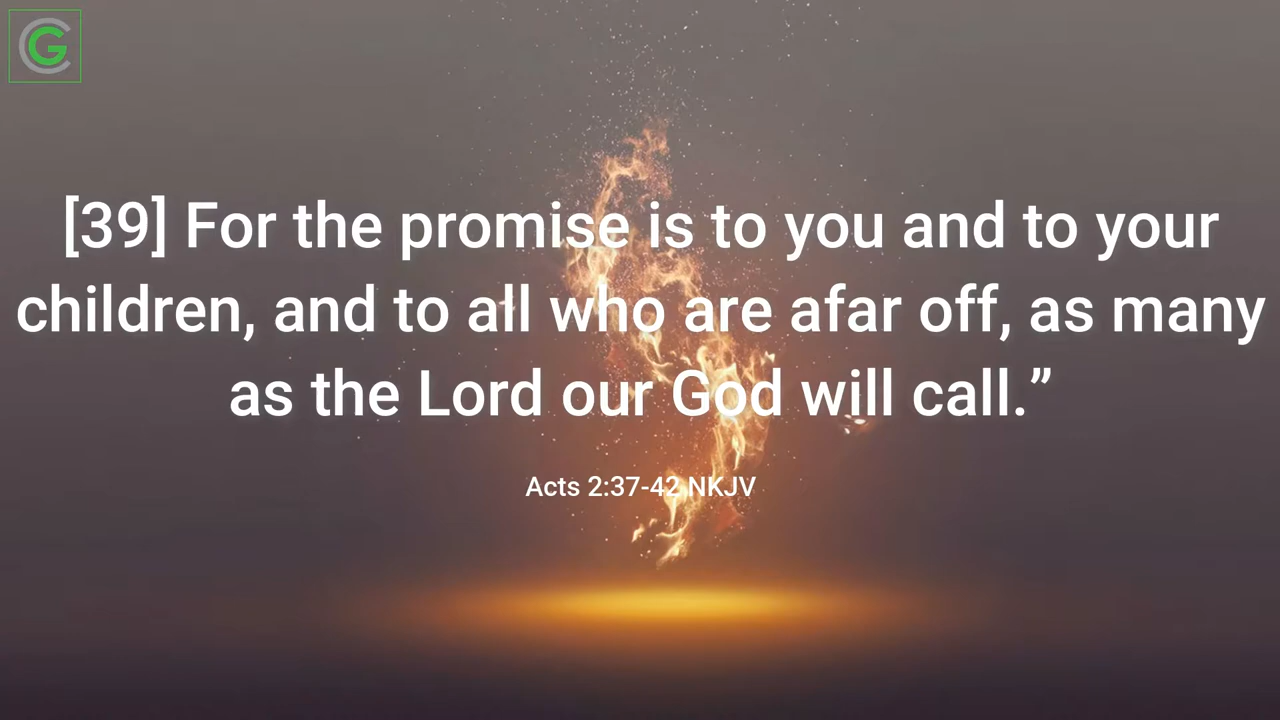 [39] For the promise is to you and to your
children, and to all who are afar off, as many
as the Lord our God will call.”
Acts 2:37-42 NKJV